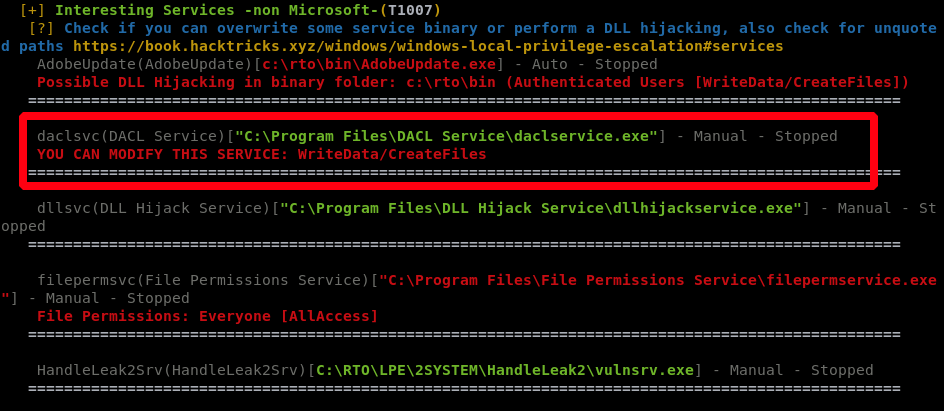 [+] Interesting Services -non Microsoft-(T1007)
[?] Check if you can overwrite some service binary or perform a DLL hijacking, also check for unquote
d paths https://book.hacktricks.xyz/windows/windows-local-privilege-escalation#services
AdobeUpdate(AdobeUpdate)[c:\rto\bin\AdobeUpdate.exe] - Auto - Stopped
Possible DLL Hijacking in binary folder: c:\rto\bin (Authenticated Users [WriteData/CreateFiles])
=================================================================================================
daclsvc(DACL Service)["C:\Program Files\DACL Service\daclservice.exe"] - Manual - Stopped
YOU CAN MODIFY THIS SERVICE: WriteData/CreateFiles
=================================================================================================
dllsvc(DLL Hijack Service)["C:\Program Files\DLL Hijack Service\dllhijackservice.exe"] - Manual - St
opped
=================================================================================================
filepermsvc(File Permissions Service)["C:\Program Files\File Permissions Service\filepermservice.exe
"] - Manual - Stopped
File Permissions: Everyone [AllAccess]
=================================================================================================
HandleLeak2Srv(HandleLeak2Srv)[C:\RTO\LPE\2SYSTEM\HandleLeak2\vulnsrv.exe] - Manual - Stopped
=================================================================================================